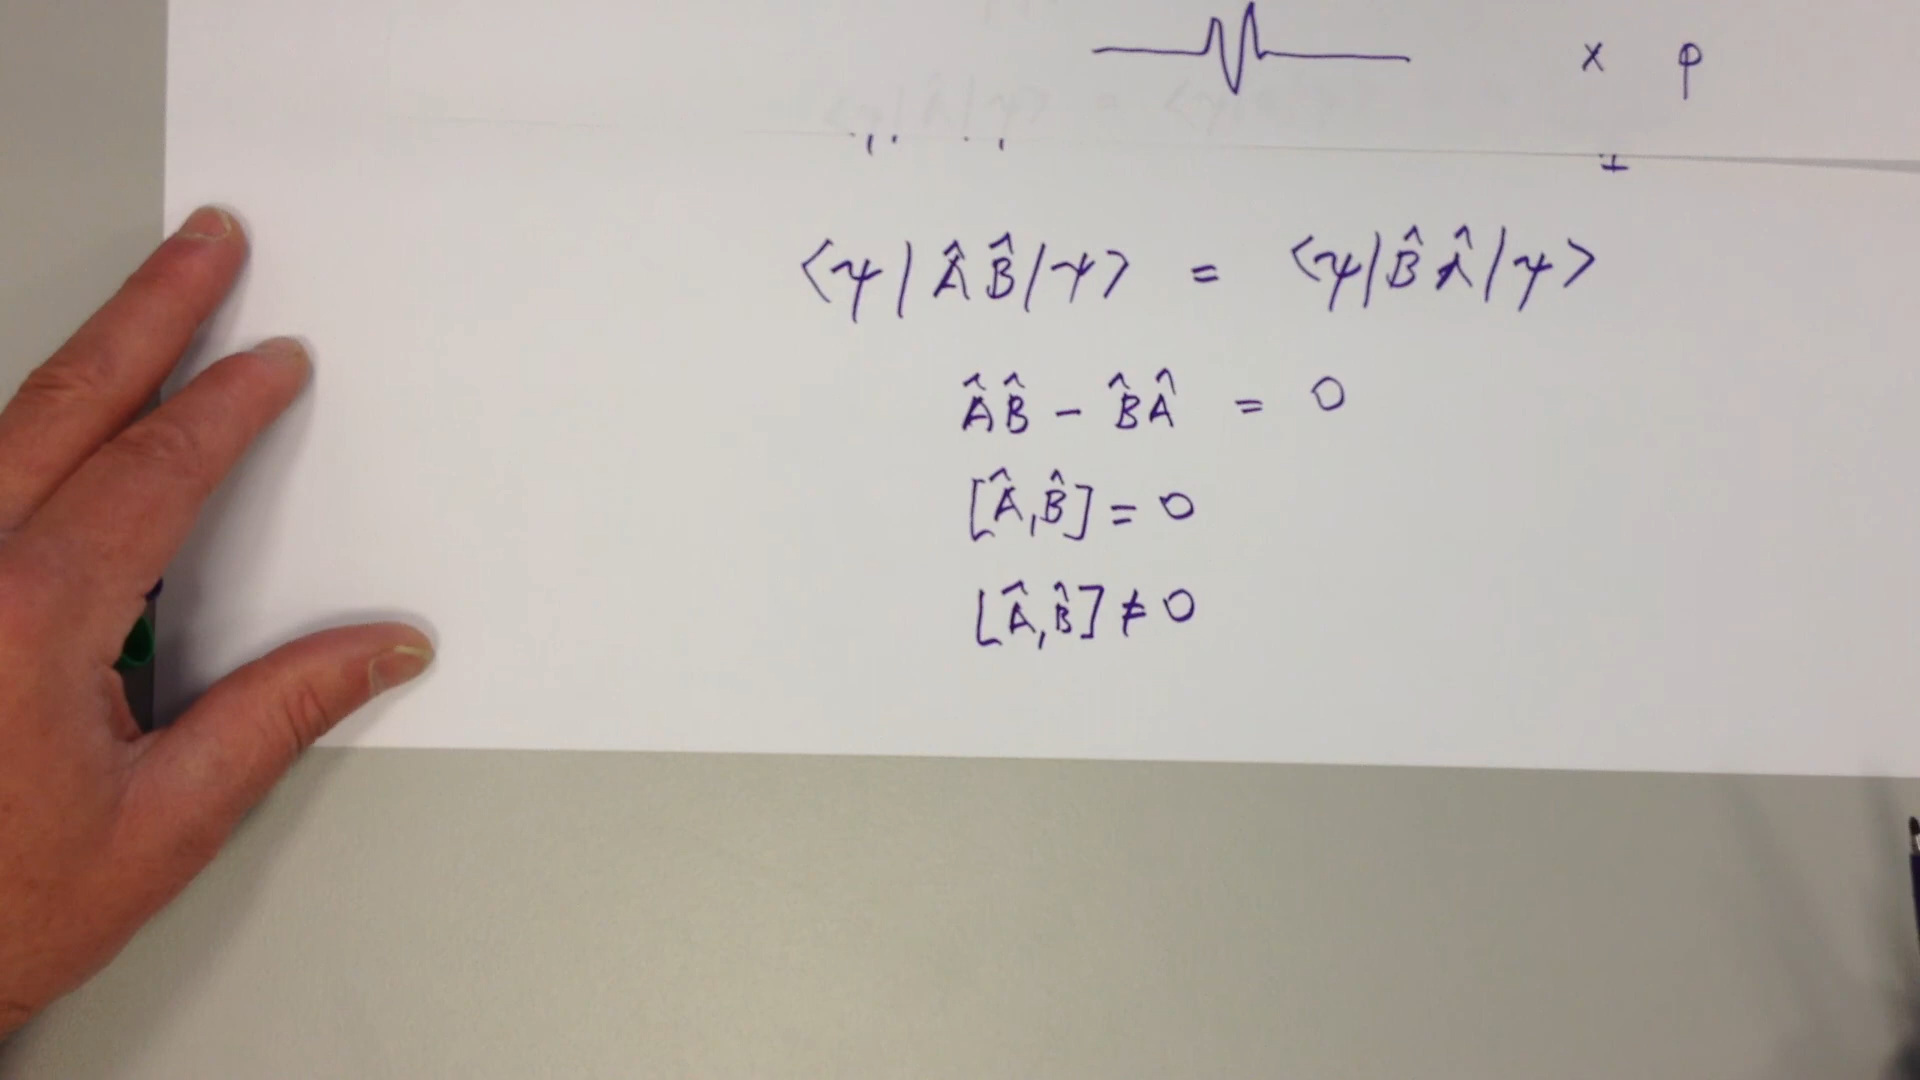 x p
⟨ψ|ÂB̂|ψ⟩ = ⟨ψ|B̂Â|ψ⟩
ÂB̂ - B̂Â = 0
[Â,B̂] = 0
[Â,B̂] ≠ 0